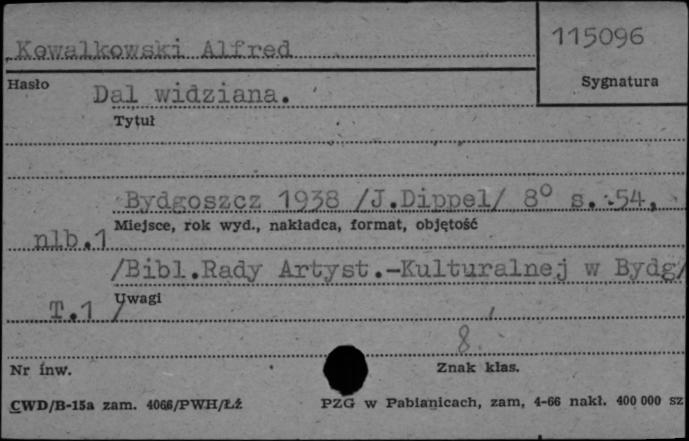 Kowalkowski Alfred
115096
Hasło
Sygnatura
Dal widziana.
Tytuł
Bydgoszcz 1938 /J.Dippel/ 8° s. 54,
Miejsce, rok wyd., nakładca, format, objętość
nlb.1
/Bibl.Rady Artyst.-Kulturalnej w Bydg/
Uwagi
T.1 /
8
Nr inw.
Znak klas.
CWD/B-15a zam. 4066/PWH/Łź
PZG w Pabianicach, zam, 4-66 nakł. 400 000 sz